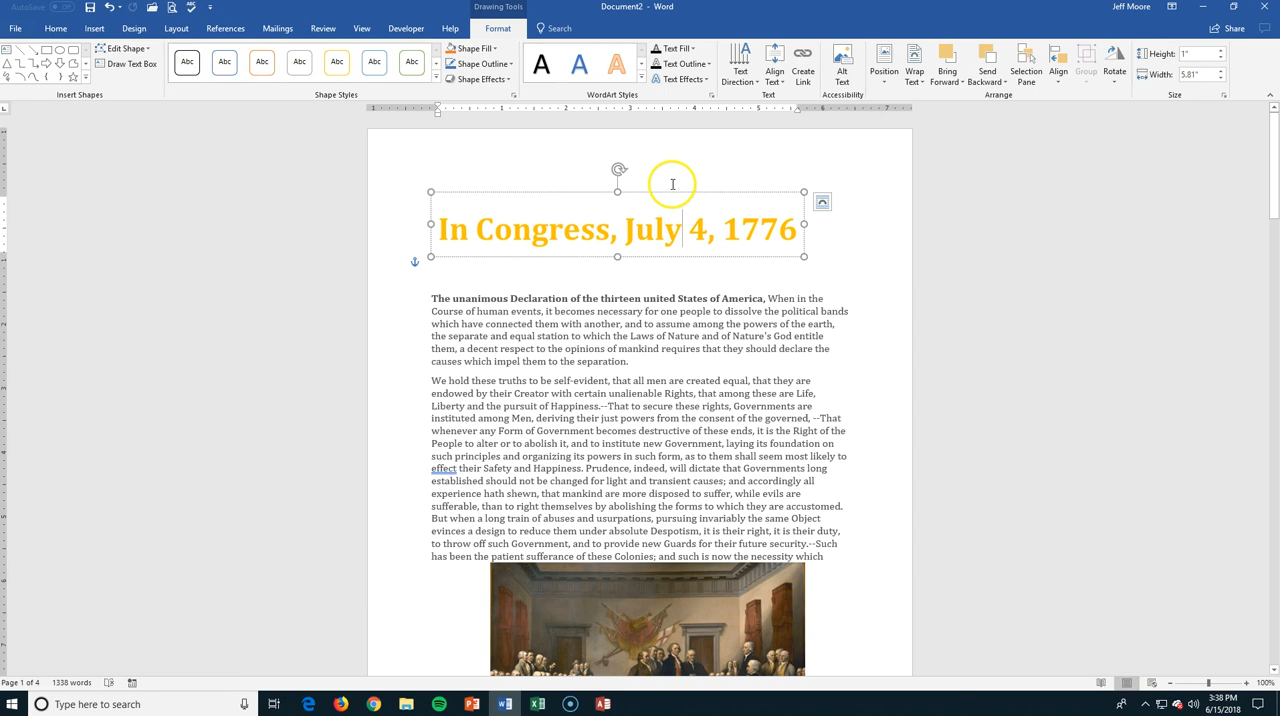 AutoSave Off Drawing Tools Document2 - Word Jeff Moore
File Home Insert Draw Design Layout References Mailings Review View Developer Help Format Search Share
Edit Shape
Draw Text Box
Insert Shapes
Abc Abc Abc Abc Abc Abc Abc
Shape Fill
Shape Outline
Shape Effects
Shape Styles
A A A
Text Fill
Text Outline
Text Effects
WordArt Styles
Text Direction
Align Text
Create Link
Text
Alt Text
Accessibility
Position
Wrap Text
Bring Forward
Send Backward
Selection Pane
Align
Group
Rotate
Arrange
Height: 1"
Width: 5.81"
Size
1 1 2 3 4 5 6 7
In Congress, July 4, 1776
The unanimous Declaration of the thirteen united States of America, When in the
Course of human events, it becomes necessary for one people to dissolve the political bands
which have connected them with another, and to assume among the powers of the earth,
the separate and equal station to which the Laws of Nature and of Nature's God entitle
them, a decent respect to the opinions of mankind requires that they should declare the
causes which impel them to the separation.
We hold these truths to be self-evident, that all men are created equal, that they are
endowed by their Creator with certain unalienable Rights, that among these are Life,
Liberty and the pursuit of Happiness.--That to secure these rights, Governments are
instituted among Men, deriving their just powers from the consent of the governed, --That
whenever any Form of Government becomes destructive of these ends, it is the Right of the
People to alter or to abolish it, and to institute new Government, laying its foundation on
such principles and organizing its powers in such form, as to them shall seem most likely to
effect their Safety and Happiness. Prudence, indeed, will dictate that Governments long
established should not be changed for light and transient causes; and accordingly all
experience hath shewn, that mankind are more disposed to suffer, while evils are
sufferable, than to right themselves by abolishing the forms to which they are accustomed.
But when a long train of abuses and usurpations, pursuing invariably the same Object
evinces a design to reduce them under absolute Despotism, it is their right, it is their duty,
to throw off such Government, and to provide new Guards for their future security.--Such
has been the patient sufferance of these Colonies; and such is now the necessity which
Page 1 of 4 1338 words 100%
Type here to search
3:38 PM
6/15/2018